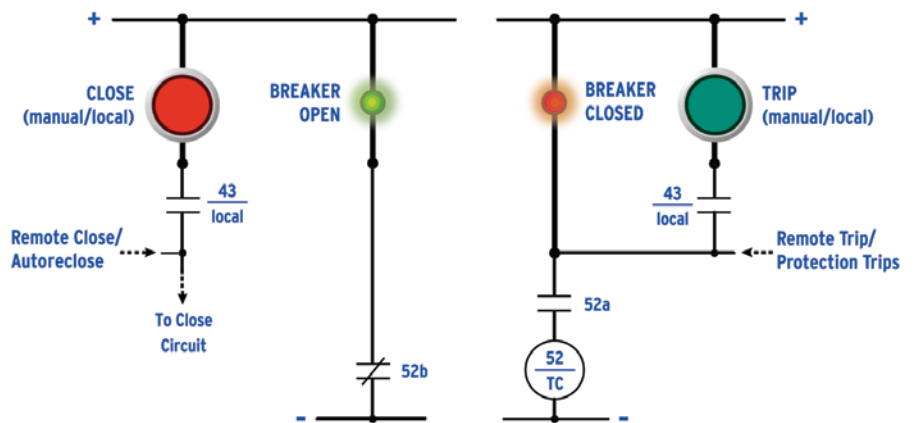 +
+
CLOSE
(manual/local)
BREAKER
OPEN
BREAKER
CLOSED
TRIP
(manual/local)
43
local
43
local
Remote Close/
Autoreclose
Remote Trip/
Protection Trips
To Close
Circuit
52a
52b
52
TC
-
-